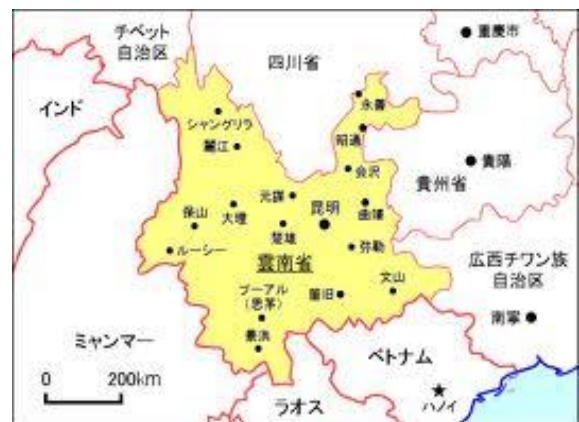 チベット
自治区
重慶市
四川省
インド
永善
シャングリラ
麗江
昭通
会沢
貴陽
貴州省
元謀
昆明
曲靖
保山
大理
楚雄
弥勒
ルーシー
雲南省
広西チワン族
自治区
文山
プーアル
(思茅)
箇旧
南寧
景洪
ミャンマー
ベトナム
0 200km
ハノイ
ラオス